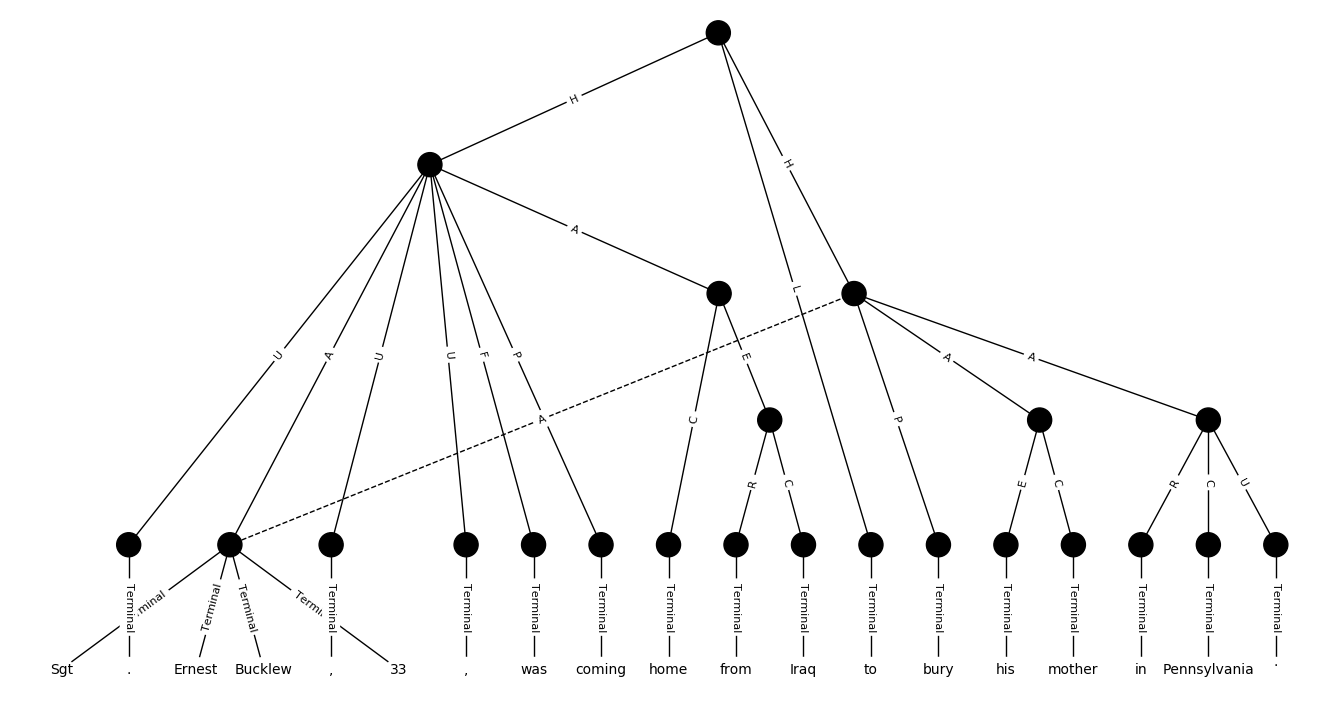 H
H
A
L
U
A
U
U
F
P
E
A
A
A
C
P
R
C
E
C
R
C
U
minal Terminal Terminal Terminal Termi Terminal Terminal Terminal Terminal Terminal Terminal Terminal Terminal Terminal Terminal Terminal Terminal Terminal Terminal
Sgt . Ernest Bucklew , 33 , was coming home from Iraq to bury his mother in Pennsylvania .